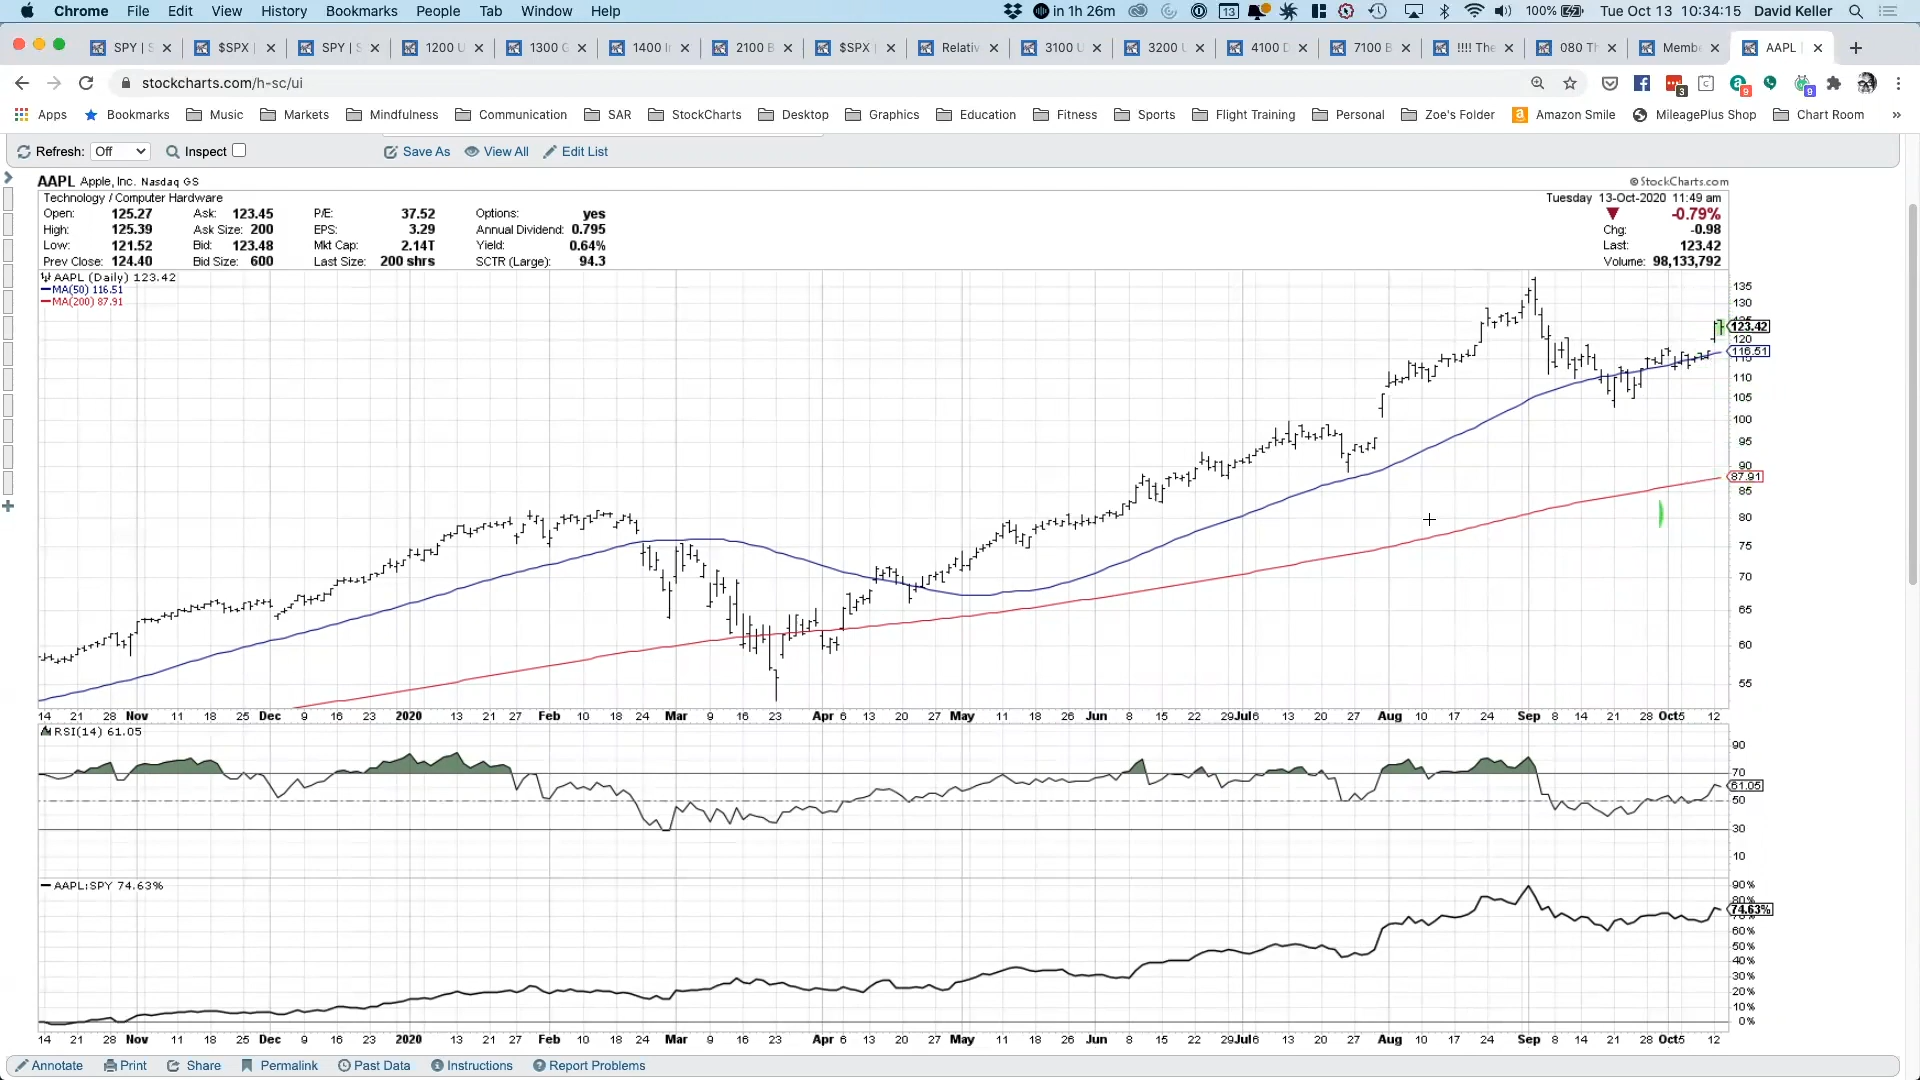 Chrome File Edit View History Bookmarks People Tab Window Help in 1h 26m 13 100% Tue Oct 13 10:34:15 David Keller
SPY | S $SPX | SPY | S 1200 U 1300 G 1400 I 2100 B $SPX | Relativ 3100 U 3200 U 4100 D 7100 B !!!! The 080 Th Membe AAPL |
stockcharts.com/h-sc/ui 3 9 9
Apps Bookmarks Music Markets Mindfulness Communication SAR StockCharts Desktop Graphics Education Fitness Sports Flight Training Personal Zoe's Folder Amazon Smile MileagePlus Shop Chart Room »
Refresh: Off Inspect Save As View All Edit List
AAPL Apple, Inc. Nasdaq GS © StockCharts.com
Technology / Computer Hardware Tuesday 13-Oct-2020 11:49 am
Open: 125.27 Ask: 123.45 P/E: 37.52 Options: yes -0.79%
High: 125.39 Ask Size: 200 EPS: 3.29 Annual Dividend: 0.795 Chg: -0.98
Low: 121.52 Bid: 123.48 Mkt Cap: 2.14T Yield: 0.64% Last: 123.42
Prev Close: 124.40 Bid Size: 600 Last Size: 200 shrs SCTR (Large): 94.3 Volume: 98,133,792
AAPL (Daily) 123.42
MA(50) 116.51
MA(200) 87.91
135
130
123.42
120
116.51
110
105
100
95
90
87.91
85
80
75
70
65
60
55
14 21 28 Nov 11 18 25 Dec 9 16 23 2020 13 21 27 Feb 10 18 24 Mar 9 16 23 Apr 6 13 20 27 May 11 18 26 Jun 8 15 22 29 Jul 6 13 20 27 Aug 10 17 24 Sep 8 14 21 28 Oct 5 12
RSI(14) 61.05
90
70
61.05
50
30
10
AAPL:SPY 74.63%
90%
80%
74.63%
60%
50%
40%
30%
20%
10%
0%
14 21 28 Nov 11 18 25 Dec 9 16 23 2020 13 21 27 Feb 10 18 24 Mar 9 16 23 Apr 6 13 20 27 May 11 18 26 Jun 8 15 22 29 Jul 6 13 20 27 Aug 10 17 24 Sep 8 14 21 28 Oct 5 12
Annotate Print Share Permalink Past Data Instructions Report Problems